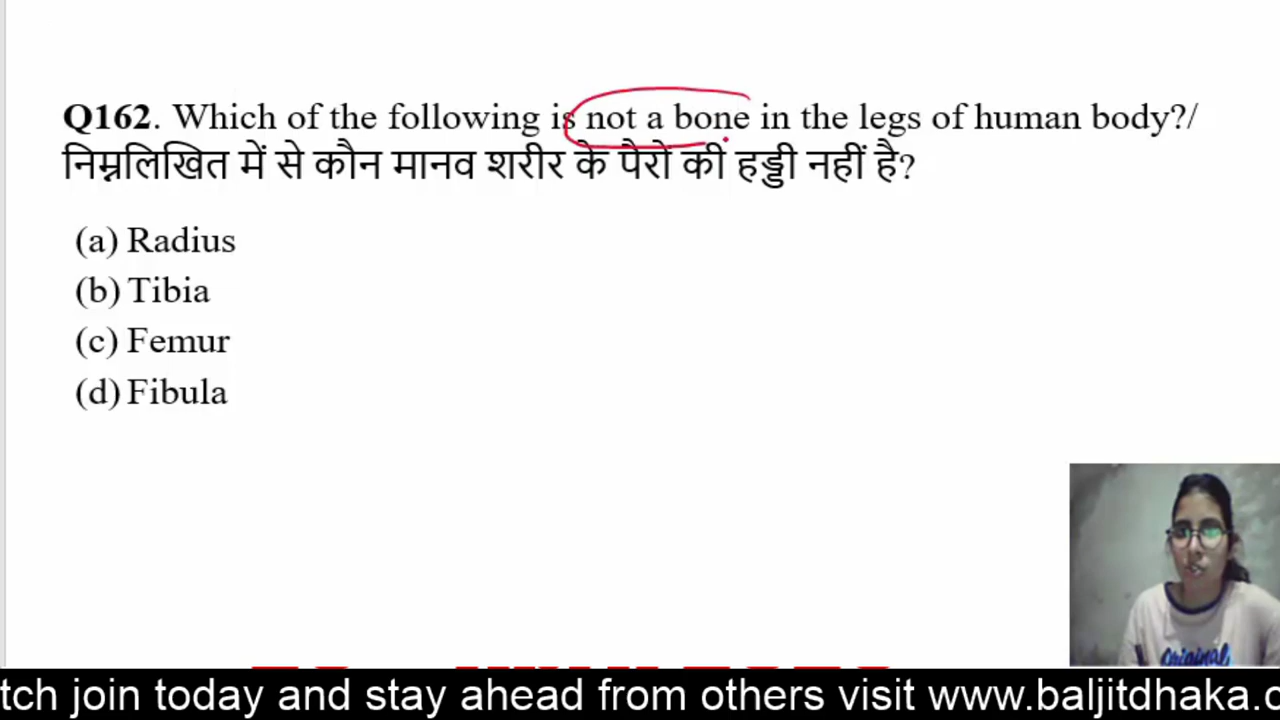 Q162. Which of the following is not a bone in the legs of human body?/
निम्नलिखित में से कौन मानव शरीर के पैरों की हड्डी नहीं है?
(a) Radius
(b) Tibia
(c) Femur
(d) Fibula
Original
tch join today and stay ahead from others visit www.baljitdhaka.c